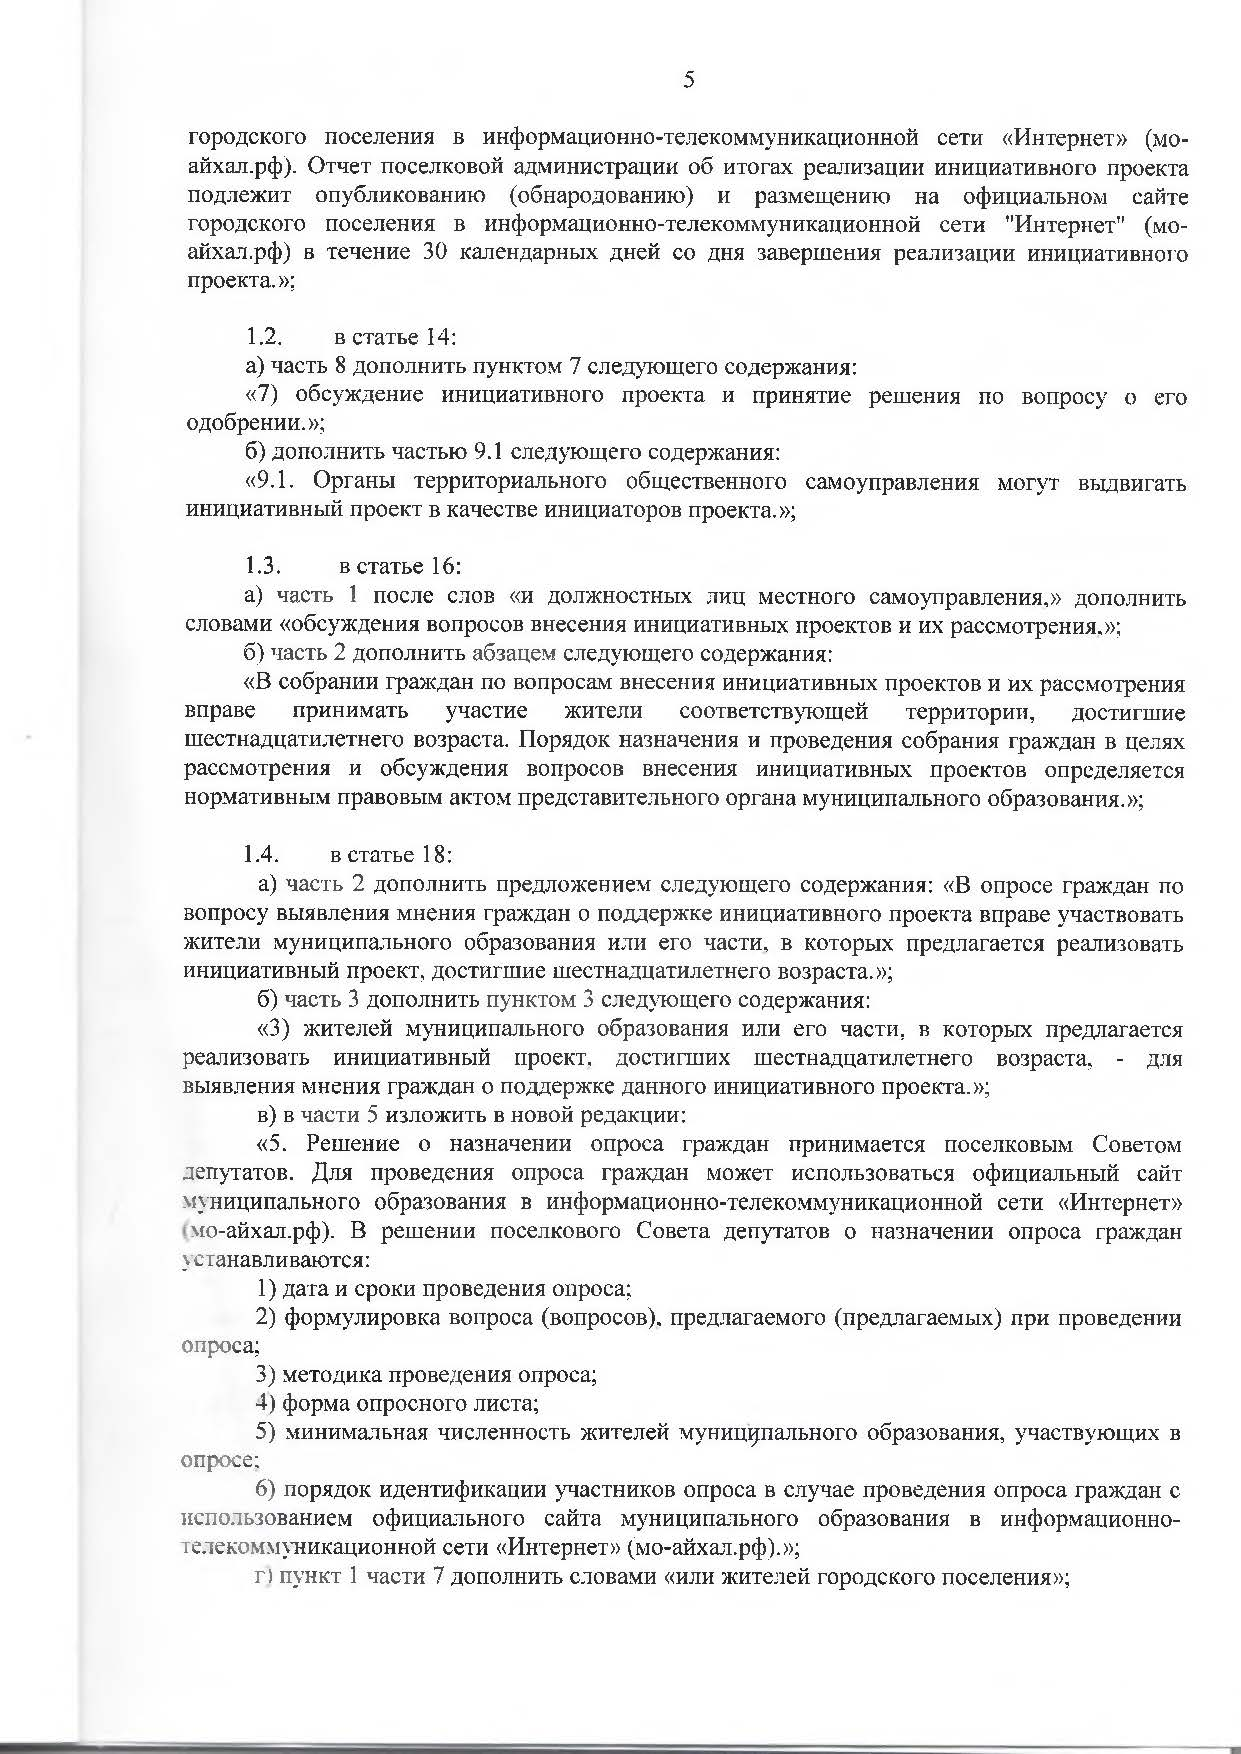 5
городского поселения в информационно-телекоммуникационной сети «Интернет» (мо-
айхал.рф). Отчет поселковой администрации об итогах реализации инициативного проекта
подлежит опубликованию (обнародованию) и размещению на официальном сайте
городского поселения в информационно-телекоммуникационной сети "Интернет" (мо-
айхал.рф) в течение 30 календарных дней со дня завершения реализации инициативного
проекта.»;
1.2. в статье 14:
а) часть 8 дополнить пунктом 7 следующего содержания:
«7) обсуждение инициативного проекта и принятие решения по вопросу о его
одобрении.»;
б) дополнить частью 9.1 следующего содержания:
«9.1. Органы территориального общественного самоуправления могут выдвигать
инициативный проект в качестве инициаторов проекта.»;
1.3. в статье 16:
а) часть 1 после слов «и должностных лиц местного самоуправления,» дополнить
словами «обсуждения вопросов внесения инициативных проектов и их рассмотрения,»;
б) часть 2 дополнить абзацем следующего содержания:
«В собрании граждан по вопросам внесения инициативных проектов и их рассмотрения
вправе принимать участие жители соответствующей территории, достигшие
шестнадцатилетнего возраста. Порядок назначения и проведения собрания граждан в целях
рассмотрения и обсуждения вопросов внесения инициативных проектов определяется
нормативным правовым актом представительного органа муниципального образования.»;
1.4. в статье 18:
а) часть 2 дополнить предложением следующего содержания: «В опросе граждан по
вопросу выявления мнения граждан о поддержке инициативного проекта вправе участвовать
жители муниципального образования или его части, в которых предлагается реализовать
инициативный проект, достигшие шестнадцатилетнего возраста.»;
б) часть 3 дополнить пунктом 3 следующего содержания:
«3) жителей муниципального образования или его части, в которых предлагается
реализовать инициативный проект, достигших шестнадцатилетнего возраста, - для
выявления мнения граждан о поддержке данного инициативного проекта.»;
в) в части 5 изложить в новой редакции:
«5. Решение о назначении опроса граждан принимается поселковым Советом
депутатов. Для проведения опроса граждан может использоваться официальный сайт
муниципального образования в информационно-телекоммуникационной сети «Интернет»
(мо-айхал.рф). В решении поселкового Совета депутатов о назначении опроса граждан
устанавливаются:
1) дата и сроки проведения опроса;
2) формулировка вопроса (вопросов), предлагаемого (предлагаемых) при проведении
опроса;
3) методика проведения опроса;
4) форма опросного листа;
5) минимальная численность жителей муниципального образования, участвующих в
опросе;
6) порядок идентификации участников опроса в случае проведения опроса граждан с
использованием официального сайта муниципального образования в информационно-
телекоммуникационной сети «Интернет» (мо-айхал.рф).»;
г) пункт 1 части 7 дополнить словами «или жителей городского поселения»;